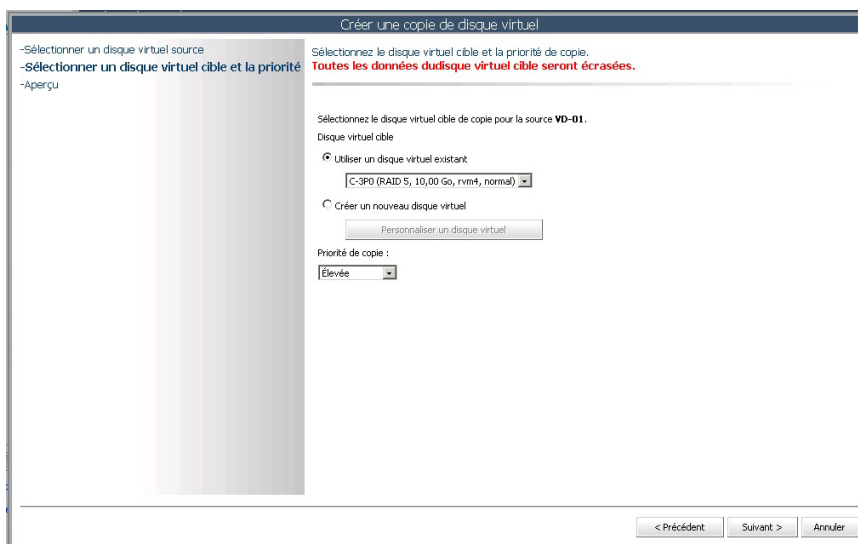 Créer une copie de disque virtuel
-Sélectionner un disque virtuel source
-Sélectionner un disque virtuel cible et la priorité
-Aperçu
Sélectionnez le disque virtuel cible et la priorité de copie.
Toutes les données dudisque virtuel cible seront écrasées.
Sélectionnez le disque virtuel cible de copie pour la source VD-01.
Disque virtuel cible
Utiliser un disque virtuel existant
C-3P0 (RAID 5, 10,00 Go, rvm4, normal)
Créer un nouveau disque virtuel
Personnaliser un disque virtuel
Priorité de copie :
Élevée
< Précédent
Suivant >
Annuler